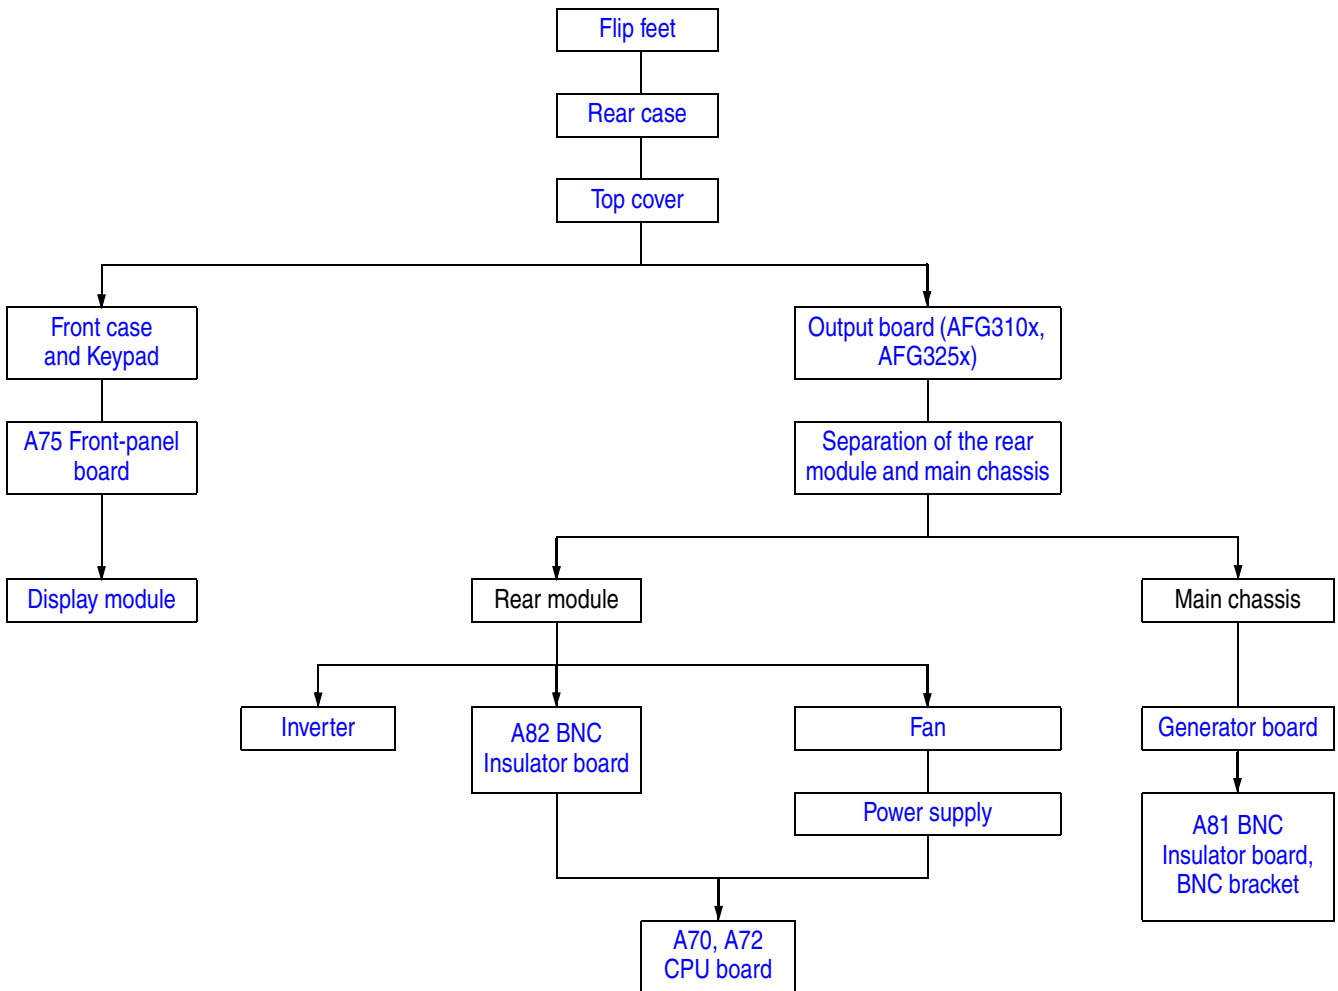 Flip feet
Rear case
Top cover
Front case
and Keypad
Output board (AFG310x,
AFG325x)
A75 Front-panel
board
Separation of the rear
module and main chassis
Display module
Rear module
Main chassis
Inverter
A82 BNC
Insulator board
Fan
Generator board
Power supply
A81 BNC
Insulator board,
BNC bracket
A70, A72
CPU board